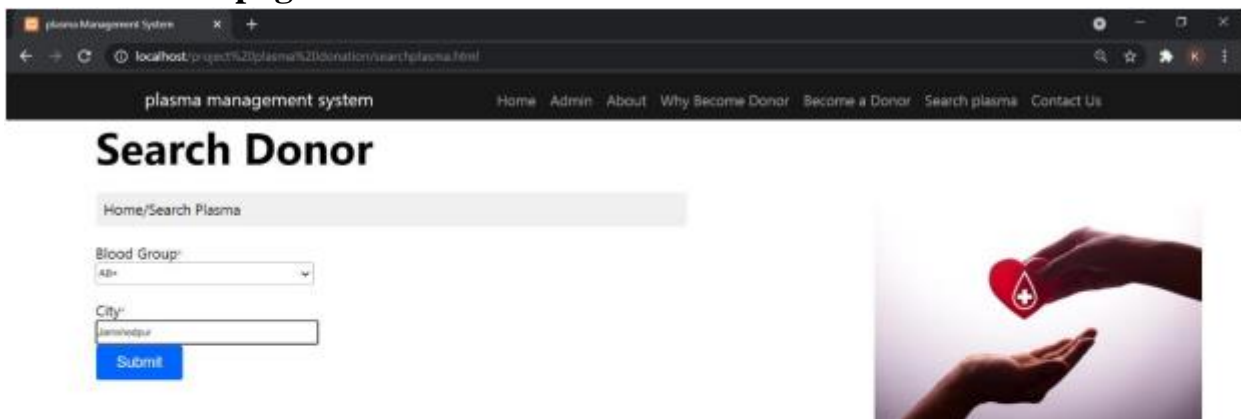 plasma Management System
localhost/project%20plasma%20donation/searchplasma.html
plasma management system Home Admin About Why Become Donor Become a Donor Search plasma Contact Us
Search Donor
Home/Search Plasma
Blood Group*
AB+
City*
Jamshedpur
Submit